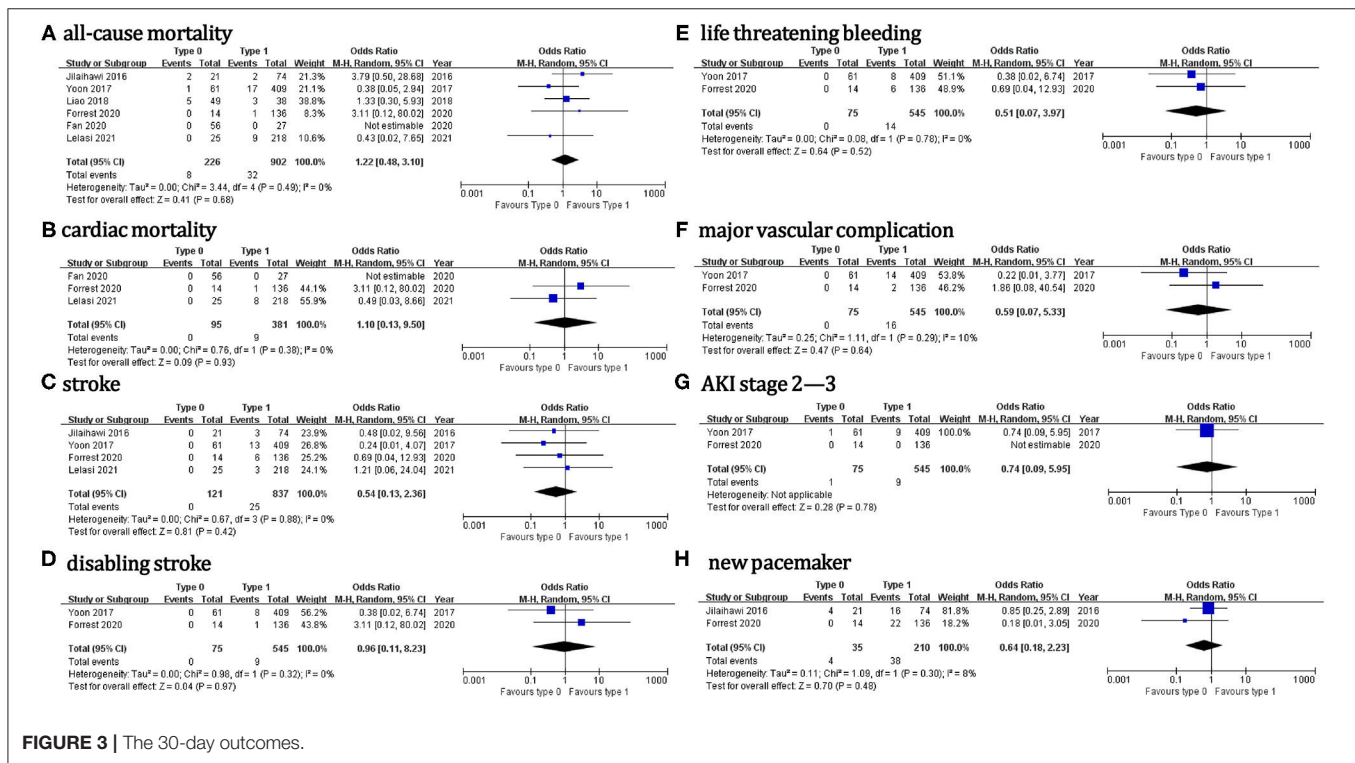 A all-cause mortality
Type 0 Type 1 Odds Ratio Odds Ratio
Study or Subgroup Events Total Events Total Weight M-H, Random, 95% CI Year M-H, Random, 95% CI
Jilaihawi 2016 2 21 2 74 21.3% 3.79 [0.50, 28.68] 2016
Yoon 2017 1 61 17 409 21.1% 0.38 [0.05, 2.94] 2017
Liao 2018 5 49 3 38 38.8% 1.33 [0.30, 5.93] 2018
Forrest 2020 0 14 1 136 8.3% 3.11 [0.12, 80.02] 2020
Fan 2020 0 56 0 27 Not estimable 2020
Lelasi 2021 0 25 9 218 10.6% 0.43 [0.02, 7.65] 2021
Total (95% CI) 226 902 100.0% 1.22 [0.48, 3.10]
Total events 8 32
Heterogeneity: Tau² = 0.00; Chi² = 3.44, df = 4 (P = 0.49); I² = 0%
Test for overall effect: Z = 0.41 (P = 0.68)
0.001 0.1 1 10 1000
Favours Type 0 Favours Type 1
B cardiac mortality
Type 0 Type 1 Odds Ratio Odds Ratio
Study or Subgroup Events Total Events Total Weight M-H, Random, 95% CI Year M-H, Random, 95% CI
Fan 2020 0 56 0 27 Not estimable 2020
Forrest 2020 0 14 1 136 44.1% 3.11 [0.12, 80.02] 2020
Lelasi 2021 0 25 8 218 55.9% 0.49 [0.03, 8.66] 2021
Total (95% CI) 95 381 100.0% 1.10 [0.13, 9.50]
Total events 0 9
Heterogeneity: Tau² = 0.00; Chi² = 0.76, df = 1 (P = 0.38); I² = 0%
Test for overall effect: Z = 0.09 (P = 0.93)
0.001 0.1 1 10 1000
Favours type 0 Favours type 1
C stroke
Type 0 Type 1 Odds Ratio Odds Ratio
Study or Subgroup Events Total Events Total Weight M-H, Random, 95% CI Year M-H, Random, 95% CI
Jilaihawi 2016 0 21 3 74 23.9% 0.48 [0.02, 9.56] 2016
Yoon 2017 0 61 13 409 26.8% 0.24 [0.01, 4.07] 2017
Forrest 2020 0 14 6 136 25.2% 0.69 [0.04, 12.93] 2020
Lelasi 2021 0 25 3 218 24.1% 1.21 [0.06, 24.04] 2021
Total (95% CI) 121 837 100.0% 0.54 [0.13, 2.36]
Total events 0 25
Heterogeneity: Tau² = 0.00; Chi² = 0.67, df = 3 (P = 0.88); I² = 0%
Test for overall effect: Z = 0.81 (P = 0.42)
0.001 0.1 1 10 1000
Favours type 0 Favours type 1
D disabling stroke
Type 0 Type 1 Odds Ratio Odds Ratio
Study or Subgroup Events Total Events Total Weight M-H, Random, 95% CI Year M-H, Random, 95% CI
Yoon 2017 0 61 8 409 56.2% 0.38 [0.02, 6.74] 2017
Forrest 2020 0 14 1 136 43.8% 3.11 [0.12, 80.02] 2020
Total (95% CI) 75 545 100.0% 0.96 [0.11, 8.23]
Total events 0 9
Heterogeneity: Tau² = 0.00; Chi² = 0.98, df = 1 (P = 0.32); I² = 0%
Test for overall effect: Z = 0.04 (P = 0.97)
0.001 0.1 1 10 1000
Favours type 0 Favours type 1
E life threatening bleeding
Type 0 Type 1 Odds Ratio Odds Ratio
Study or Subgroup Events Total Events Total Weight M-H, Random, 95% CI Year M-H, Random, 95% CI
Yoon 2017 0 61 8 409 51.1% 0.38 [0.02, 6.74] 2017
Forrest 2020 0 14 6 136 48.9% 0.69 [0.04, 12.93] 2020
Total (95% CI) 75 545 100.0% 0.51 [0.07, 3.97]
Total events 0 14
Heterogeneity: Tau² = 0.00; Chi² = 0.08, df = 1 (P = 0.78); I² = 0%
Test for overall effect: Z = 0.64 (P = 0.52)
0.001 0.1 1 10 1000
Favours type 0 Favours type 1
F major vascular complication
Type 0 Type 1 Odds Ratio Odds Ratio
Study or Subgroup Events Total Events Total Weight M-H, Random, 95% CI Year M-H, Random, 95% CI
Yoon 2017 0 61 14 409 53.8% 0.22 [0.01, 3.77] 2017
Forrest 2020 0 14 2 136 46.2% 1.86 [0.08, 40.54] 2020
Total (95% CI) 75 545 100.0% 0.59 [0.07, 5.33]
Total events 0 16
Heterogeneity: Tau² = 0.25; Chi² = 1.11, df = 1 (P = 0.29); I² = 10%
Test for overall effect: Z = 0.47 (P = 0.64)
0.001 0.1 1 10 1000
Favours type 0 Favours type 1
G AKI stage 2—3
Type 0 Type 1 Odds Ratio Odds Ratio
Study or Subgroup Events Total Events Total Weight M-H, Random, 95% CI Year M-H, Random, 95% CI
Yoon 2017 1 61 9 409 100.0% 0.74 [0.09, 5.95] 2017
Forrest 2020 0 14 0 136 Not estimable 2020
Total (95% CI) 75 545 100.0% 0.74 [0.09, 5.95]
Total events 1 9
Heterogeneity: Not applicable
Test for overall effect: Z = 0.28 (P = 0.78)
0.001 0.1 1 10 1000
Favours type 0 Favours type 1
H new pacemaker
Type 0 Type 1 Odds Ratio Odds Ratio
Study or Subgroup Events Total Events Total Weight M-H, Random, 95% CI Year M-H, Random, 95% CI
Jilaihawi 2016 4 21 16 74 81.8% 0.85 [0.25, 2.89] 2016
Forrest 2020 0 14 22 136 18.2% 0.18 [0.01, 3.05] 2020
Total (95% CI) 35 210 100.0% 0.64 [0.18, 2.23]
Total events 4 38
Heterogeneity: Tau² = 0.11; Chi² = 1.09, df = 1 (P = 0.30); I² = 8%
Test for overall effect: Z = 0.70 (P = 0.48)
0.001 0.1 1 10 1000
Favours type 0 Favours type 1
FIGURE 3 | The 30-day outcomes.